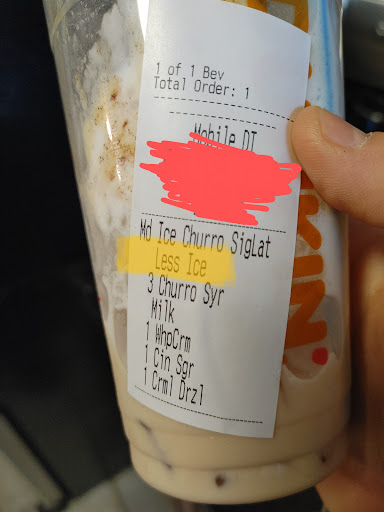 1 of 1 Bev
Total Order: 1
Mobile DT
Md Ice Churro SigLat
Less Ice
3 Churro Syr
Milk
1 WhpCrm
1 Cin Sgr
1 Crml Drzl